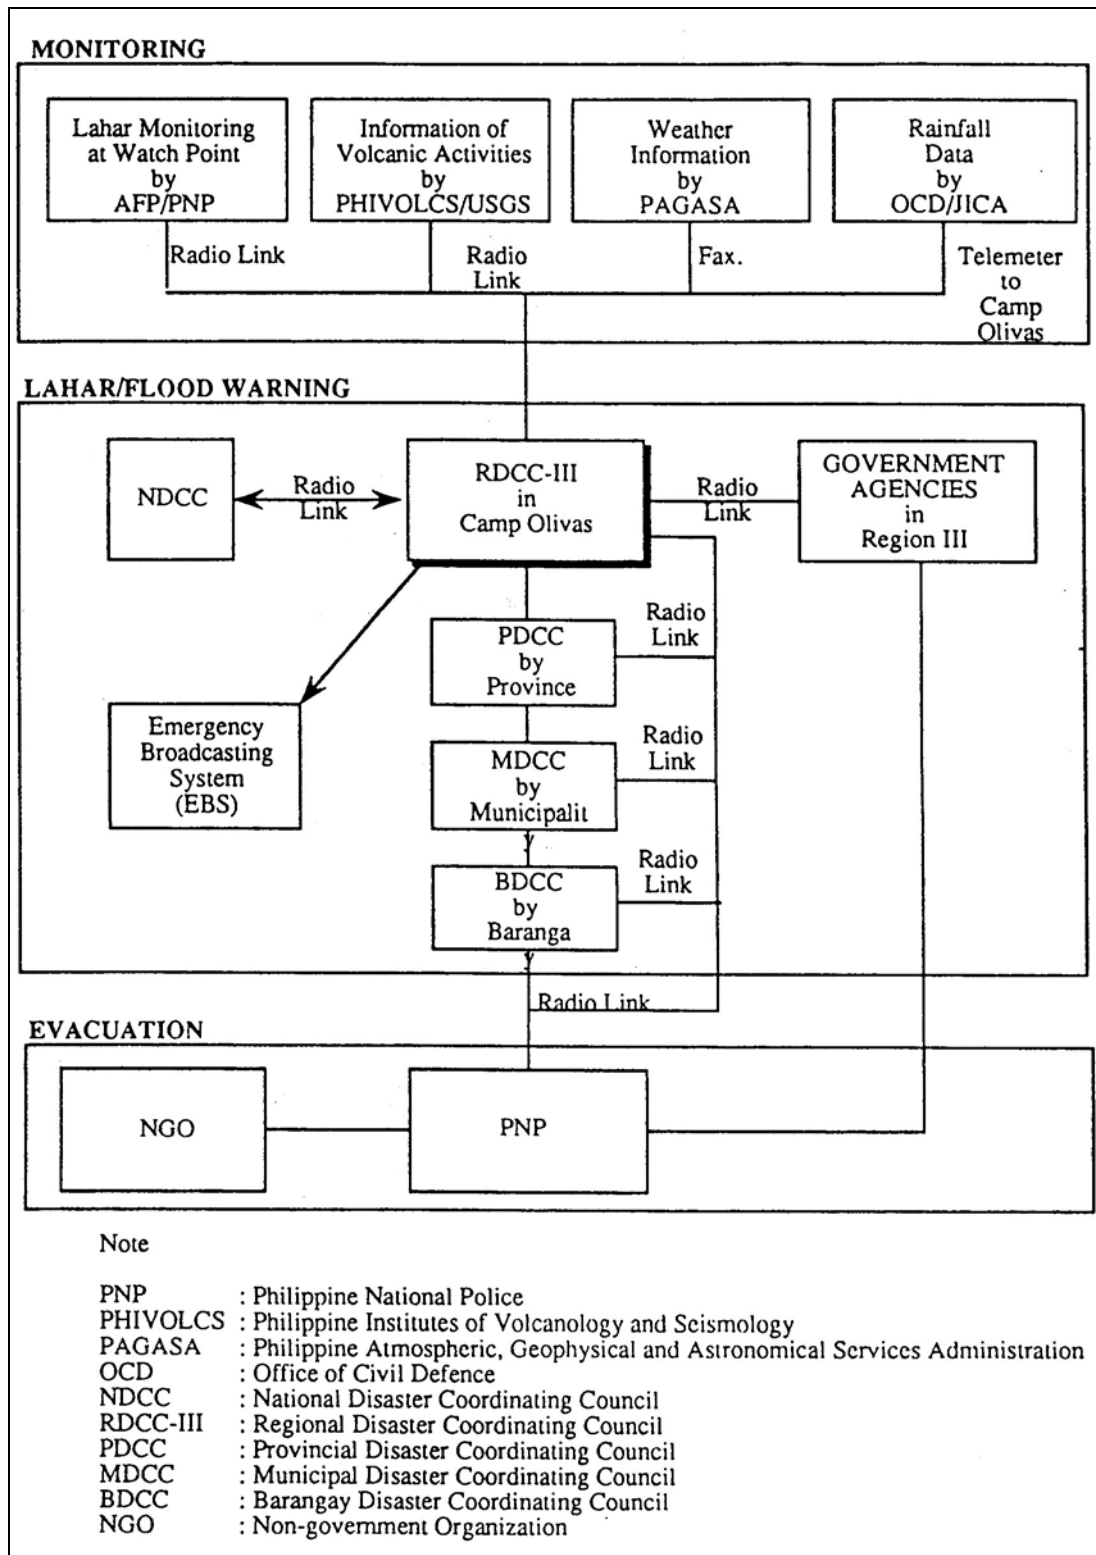 MONITORING
Lahar Monitoring
at Watch Point
by
AFP/PNP
Information of
Volcanic Activities
by
PHIVOLCS/USGS
Weather
Information
by
PAGASA
Rainfall
Data
by
OCD/JICA
Radio Link
Radio
Link
Fax.
Telemeter
to
Camp
Olivas
LAHAR/FLOOD WARNING
NDCC
Radio
Link
RDCC-III
in
Camp Olivas
Radio
Link
GOVERNMENT
AGENCIES
in
Region III
PDCC
by
Province
Radio
Link
Emergency
Broadcasting
System
(EBS)
MDCC
by
Municipalit
y
Radio
Link
BDCC
by
Baranga
y
Radio
Link
Radio Link
EVACUATION
NGO
PNP
Note
PNP : Philippine National Police
PHIVOLCS : Philippine Institutes of Volcanology and Seismology
PAGASA : Philippine Atmospheric, Geophysical and Astronomical Services Administration
OCD : Office of Civil Defence
NDCC : National Disaster Coordinating Council
RDCC-III : Regional Disaster Coordinating Council
PDCC : Provincial Disaster Coordinating Council
MDCC : Municipal Disaster Coordinating Council
BDCC : Barangay Disaster Coordinating Council
NGO : Non-government Organization